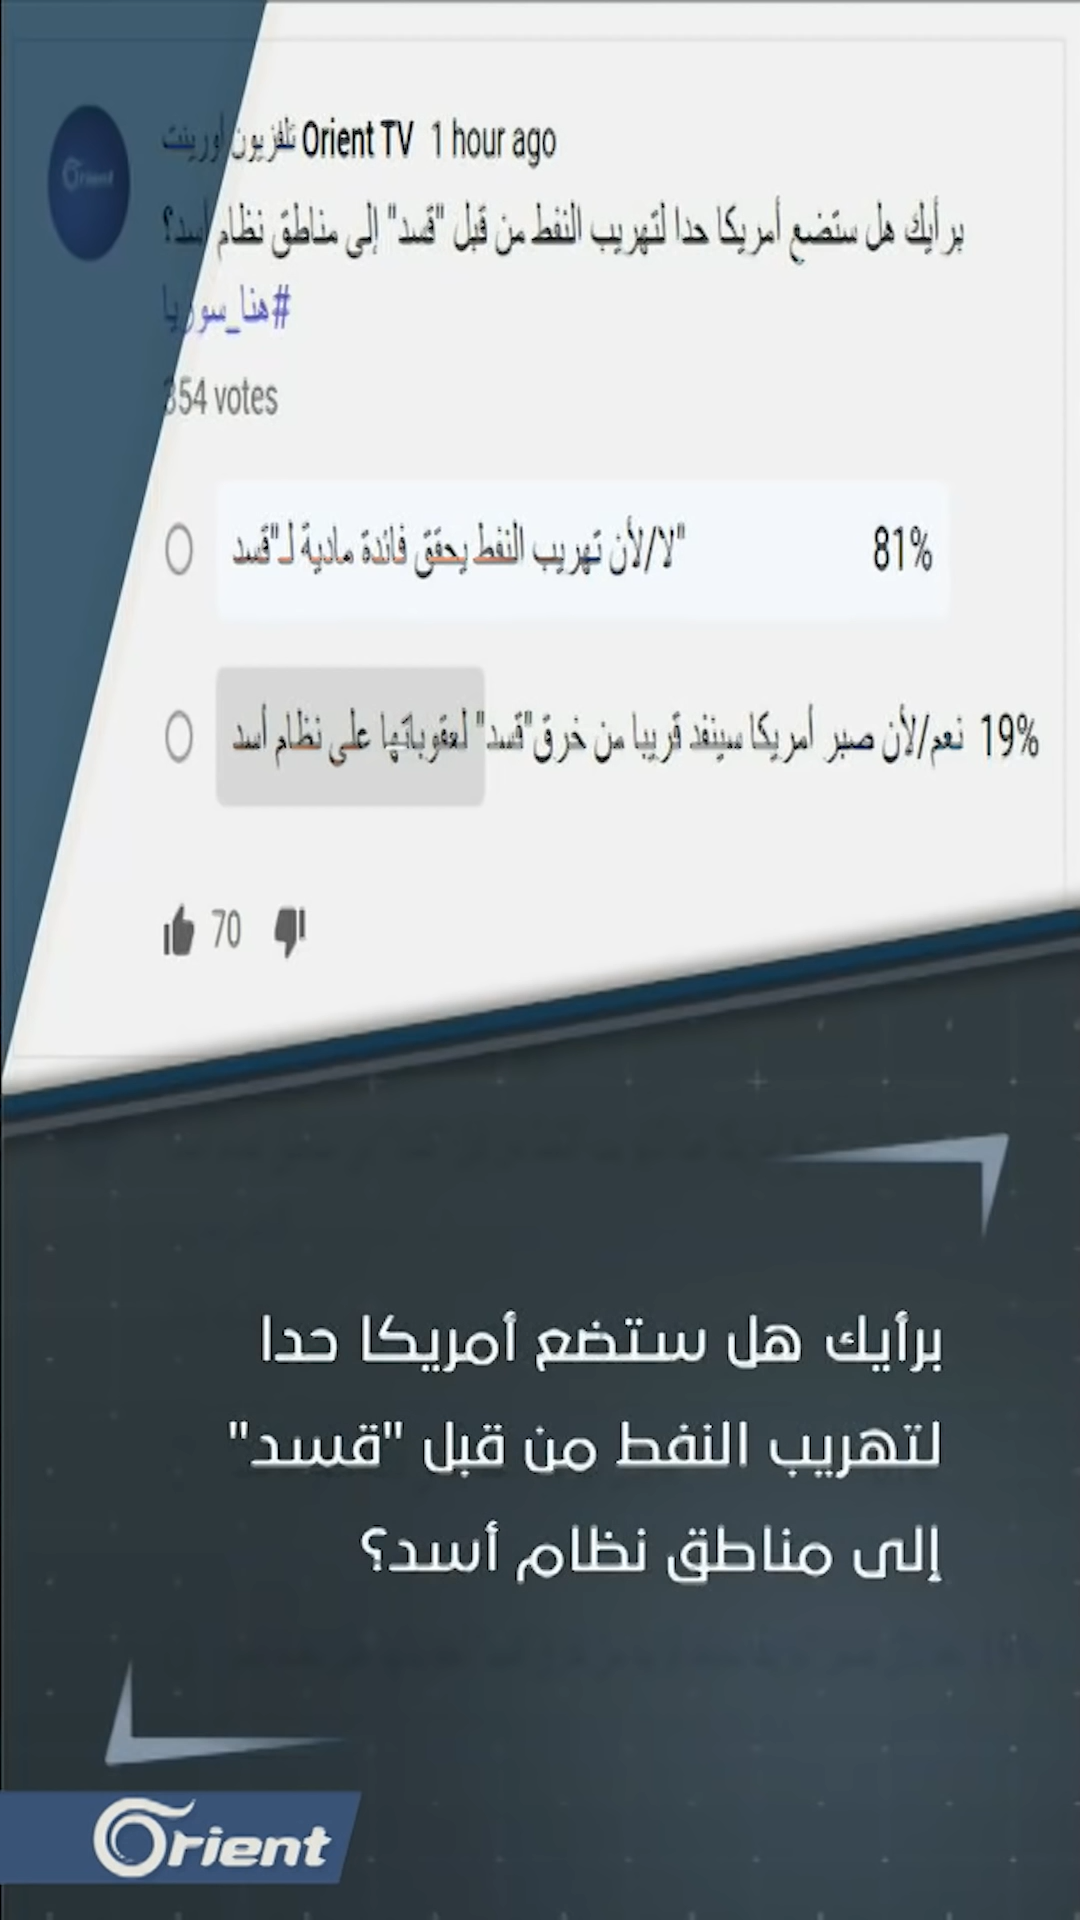 تلفزيون أورينت Orient TV 1 hour ago
برأيك هل ستضع أمريكا حدا لتهريب النفط من قبل "قسد" إلى مناطق نظام أسد؟
#هنا_سوريا
354 votes
لا/لأن تهريب النفط يحقق فائدة مادية لـ"قسد" 81%
نعم/لأن صبر أمريكا سينفد قريبا من خرق"قسد" لعقوباتها على نظام أسد 19%
70
برأيك هل ستضع أمريكا حدا
لتهريب النفط من قبل "قسد"
إلى مناطق نظام أسد؟
Orient